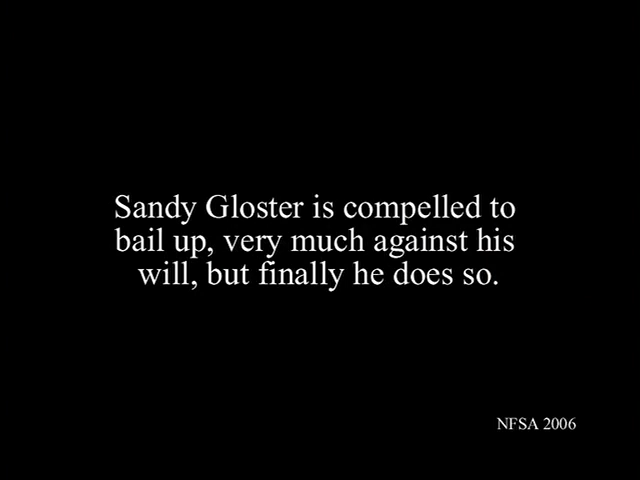 Sandy Gloster is compelled to
bail up, very much against his
will, but finally he does so.
NFSA 2006